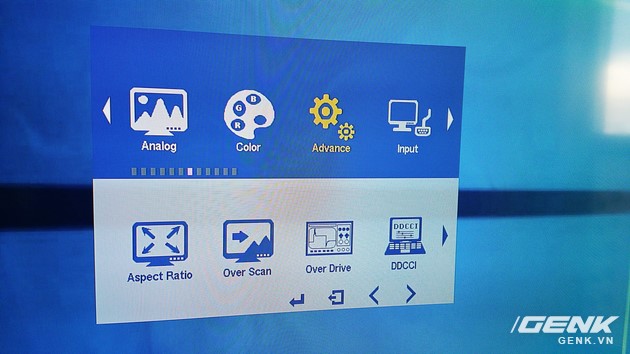 Analog
Color
Advance
Input
G B
R
Aspect Ratio
Over Scan
Over Drive
DDCCI
DDCCI
GENK
GENK.VN